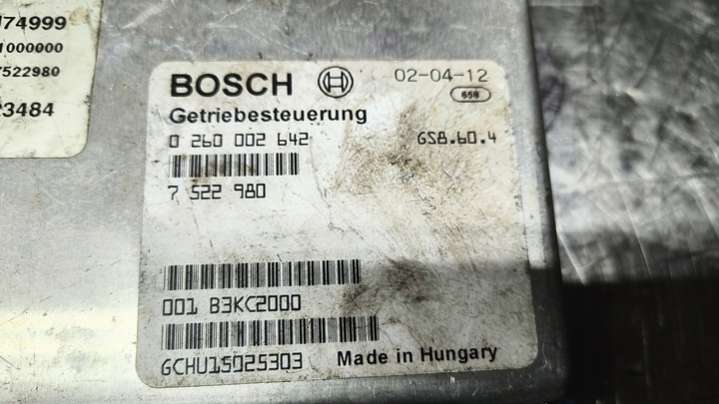 74999
1000000
7522980
23484
BOSCH 02-04-12
Getriebesteuerung
0 260 002 642 GS8.60.4
7 522 980
001 B3KC2000
GCHU15025303 Made in Hungary